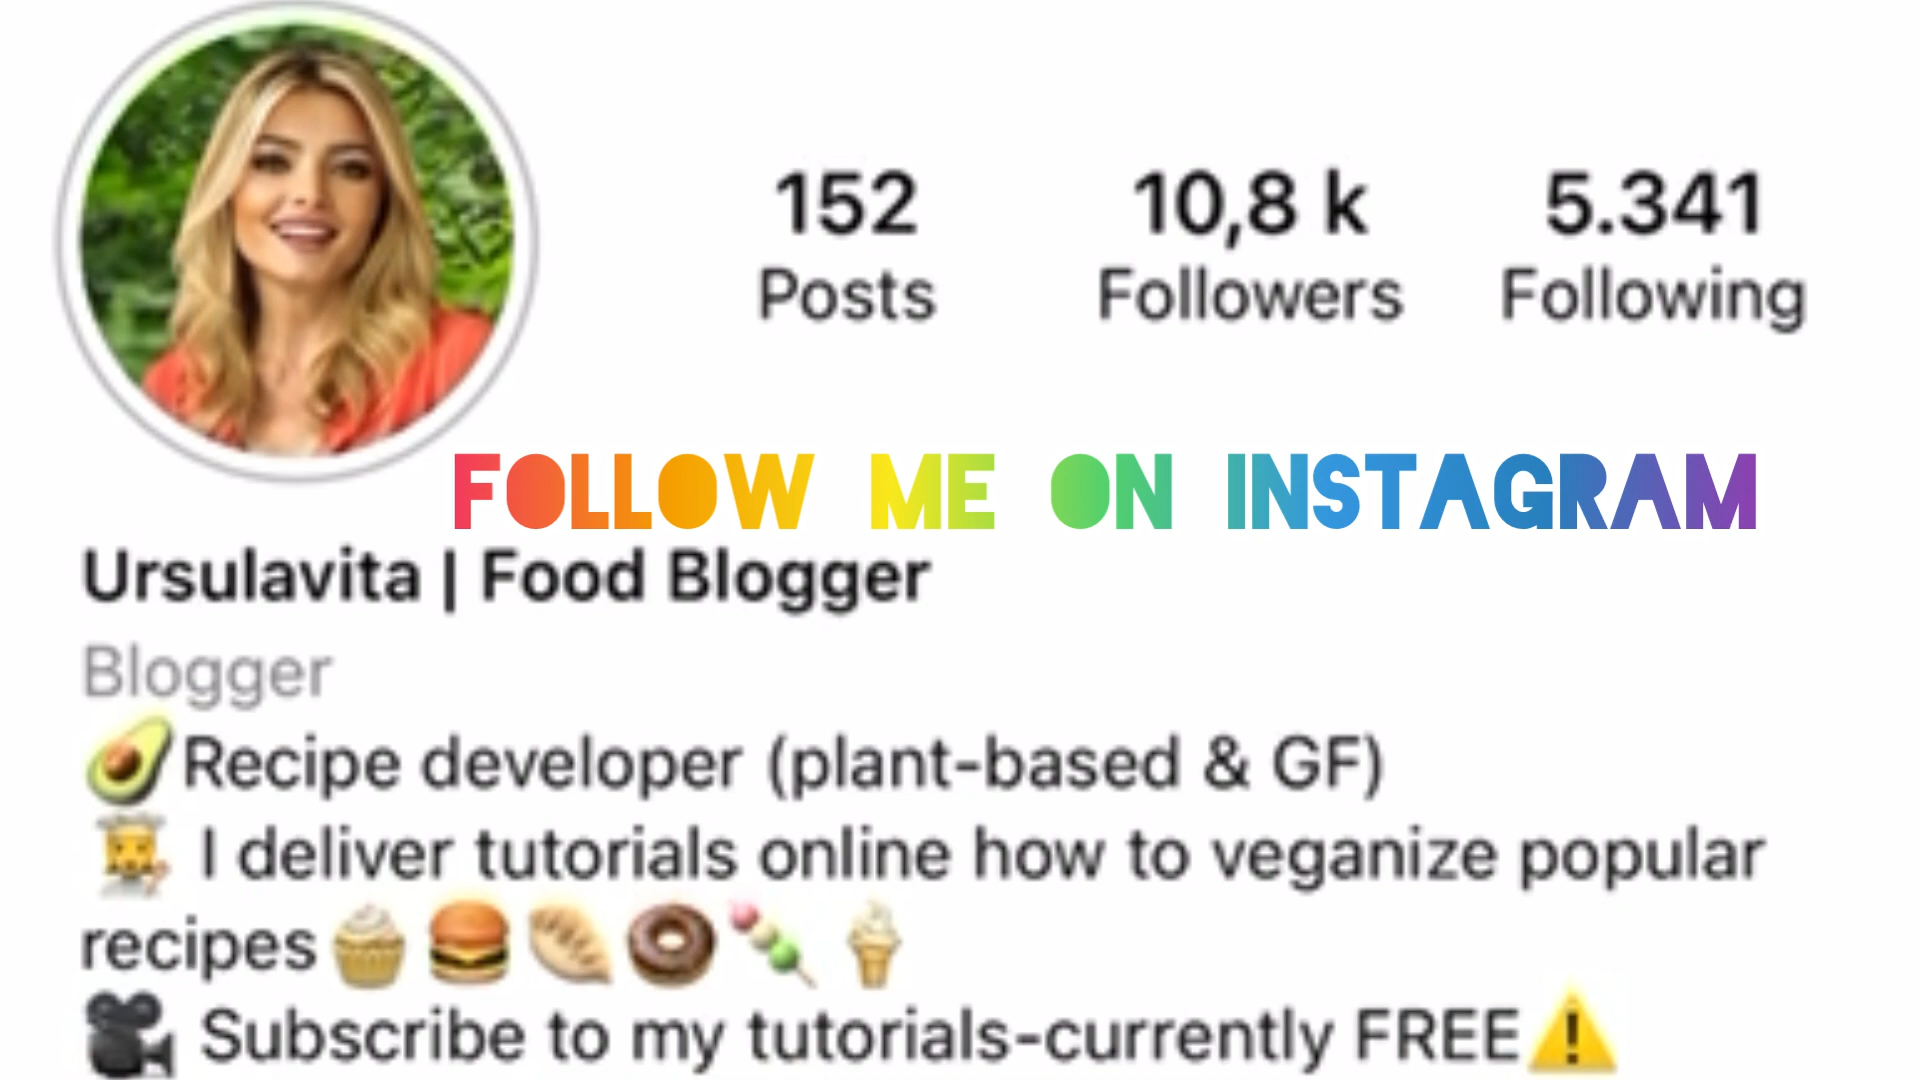 152 10,8 k 5.341
Posts Followers Following
FOLLOW ME ON INSTAGRAM
Ursulavita | Food Blogger
Blogger
🥑Recipe developer (plant-based & GF)
👩‍🍳 I deliver tutorials online how to veganize popular
recipes🧁🍔🥟🍩🍡🍦
🎥 Subscribe to my tutorials-currently FREE⚠️